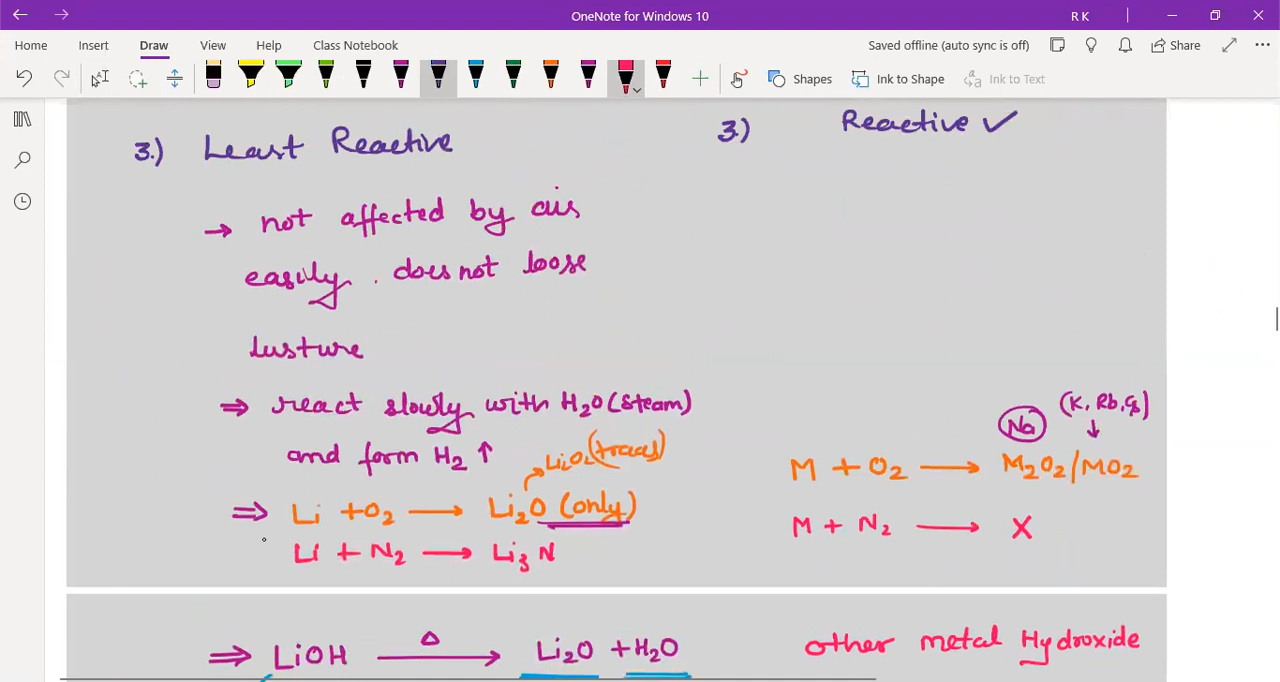 OneNote for Windows 10
R K
Home Insert Draw View Help Class Notebook
Saved offline (auto sync is off)
Share
Shapes
Ink to Shape
Ink to Text
3.) Least Reactive
3.) Reactive ✓
→ not affected by air
easily. does not loose
lusture
⇒ react slowly with H2O (steam)
and form H2 ↑
Li2O2 (traces)
⇒ Li + O2 → Li2O (only)
Li + N2 → Li3N
Na (K, Rb, Cs)
↓
M + O2 → M2O2/MO2
M + N2 → X
⇒ LiOH Δ → Li2O + H2O
other metal Hydroxide